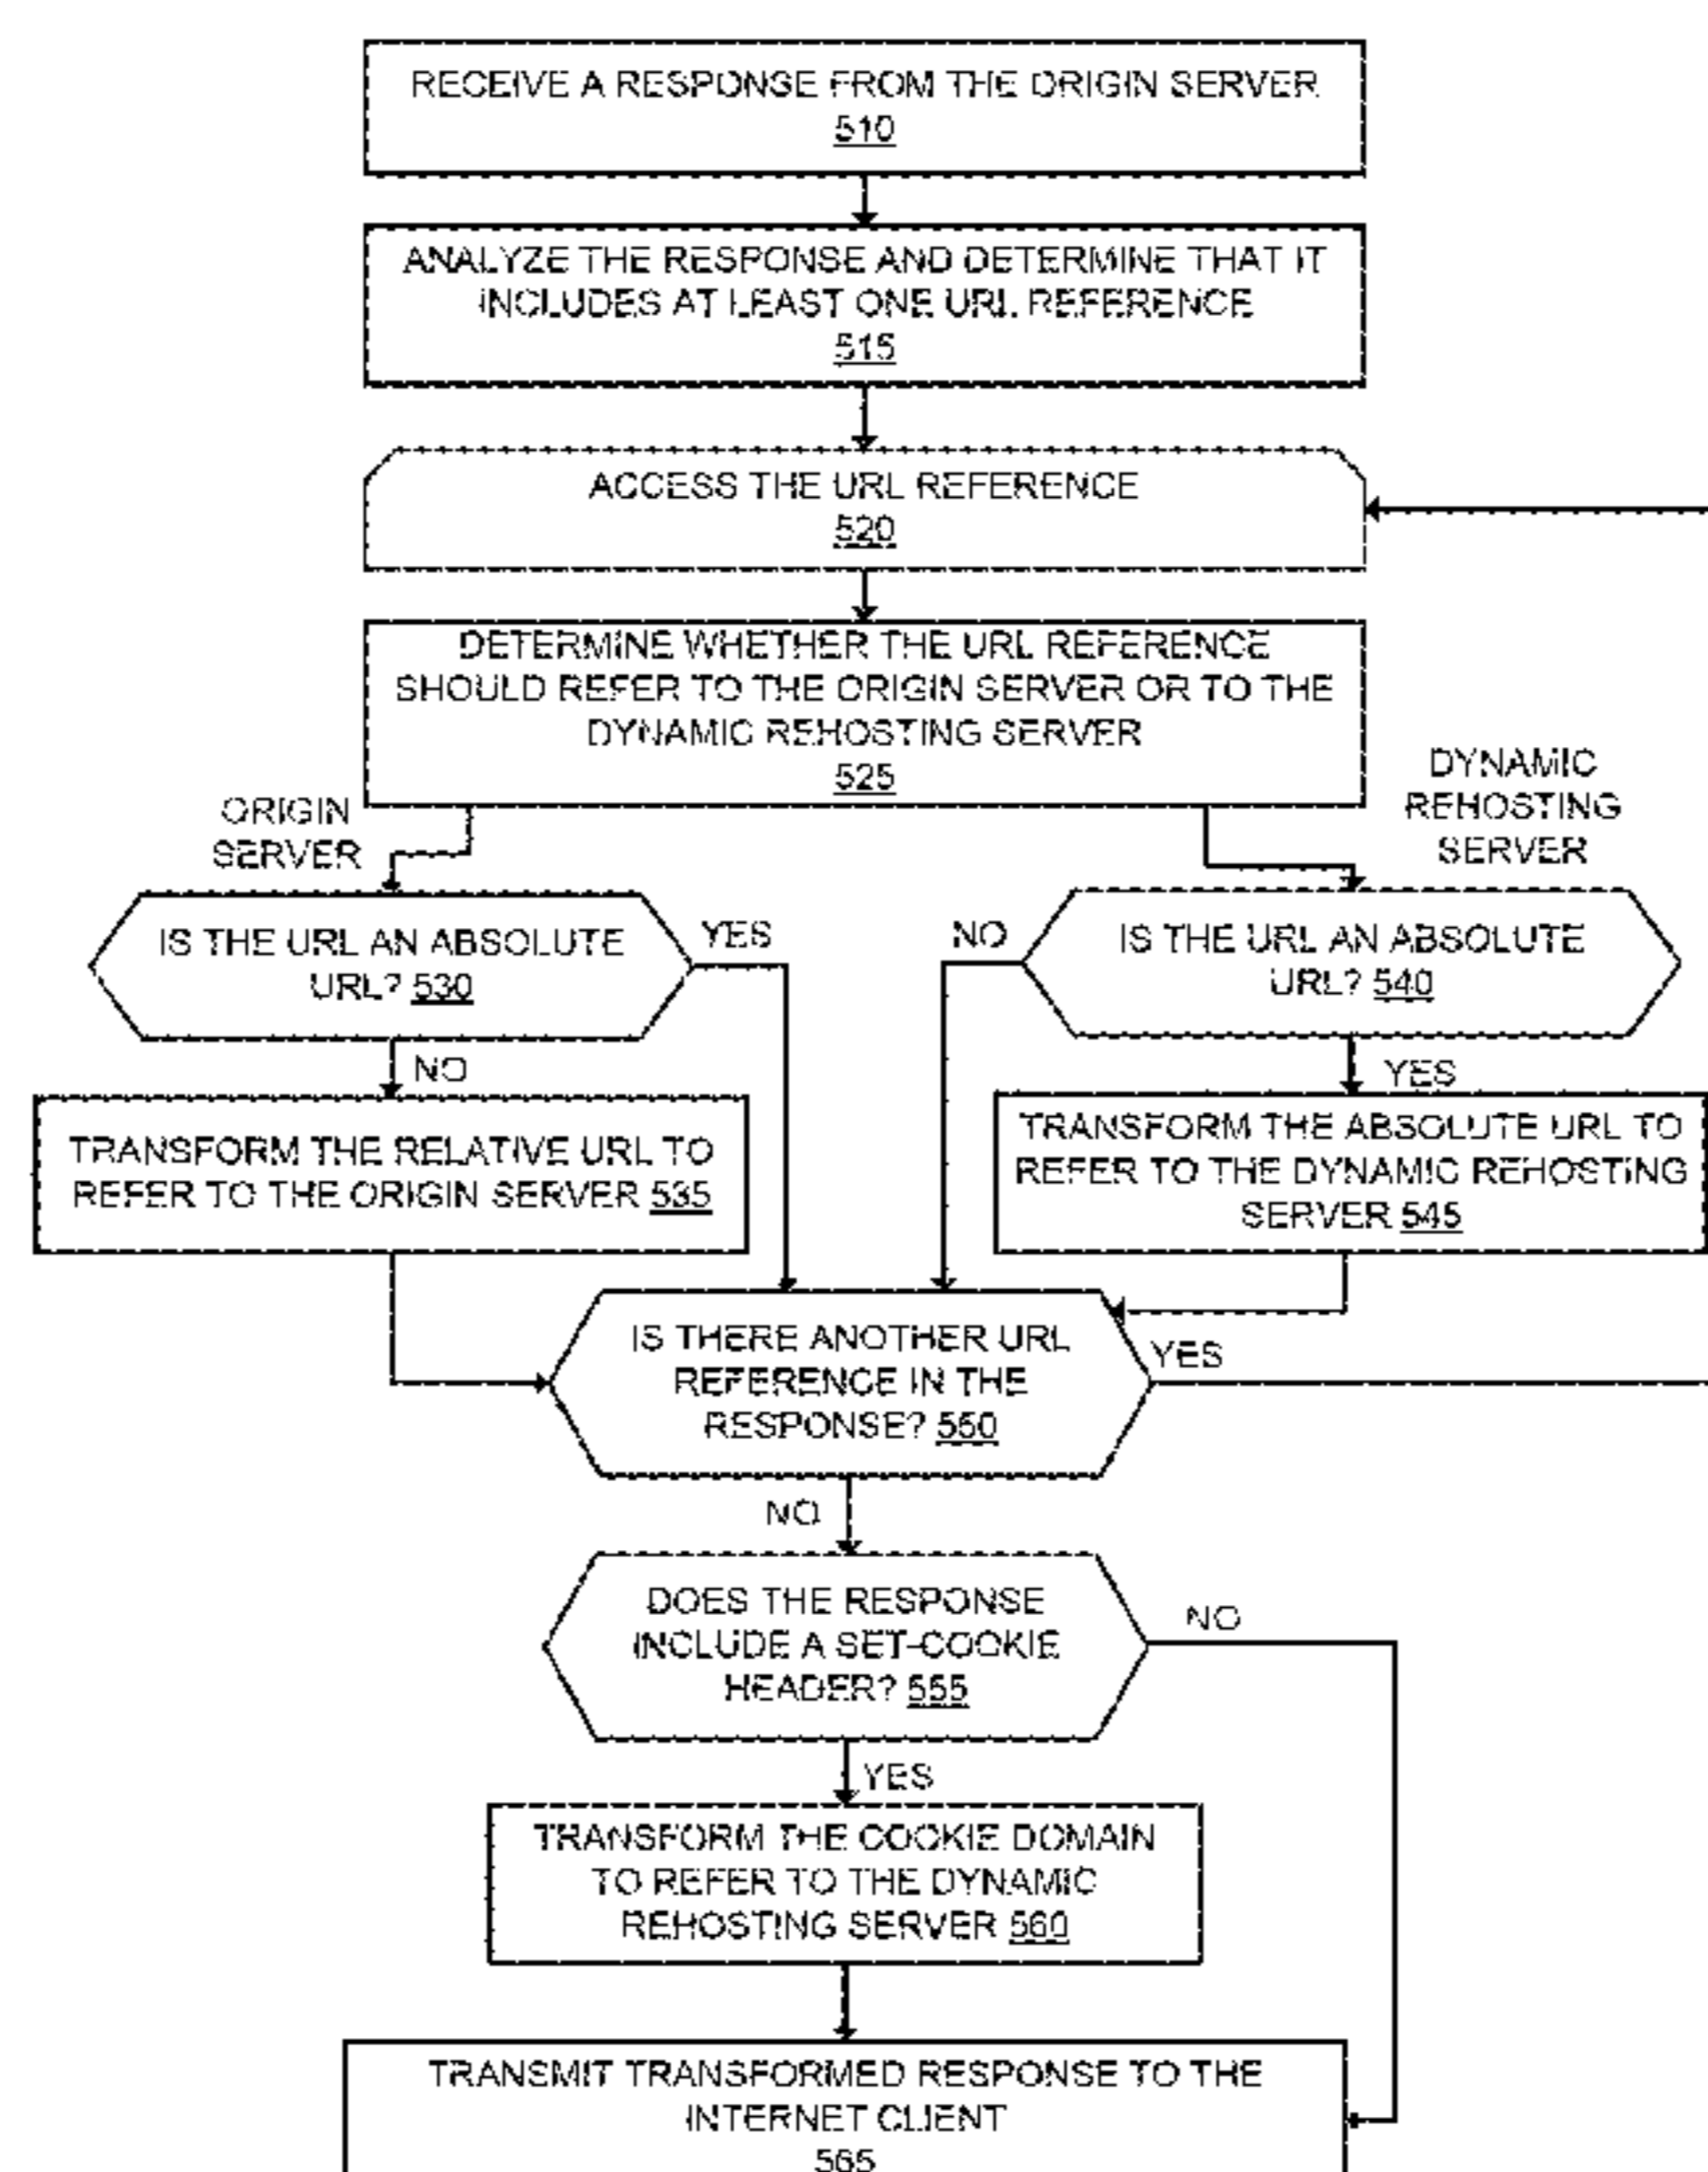 RECEIVE A RESPONSE FROM THE ORIGIN SERVER
510
ANALYZE THE RESPONSE AND DETERMINE THAT IT
INCLUDES AT LEAST ONE URL REFERENCE
515
ACCESS THE URL REFERENCE
520
DETERMINE WHETHER THE URL REFERENCE
SHOULD REFER TO THE ORIGIN SERVER OR TO THE
DYNAMIC REHOSTING SERVER
525
ORIGIN
SERVER
DYNAMIC
REHOSTING
SERVER
IS THE URL AN ABSOLUTE
URL? 530
YES
NO
NO
IS THE URL AN ABSOLUTE
URL? 540
YES
TRANSFORM THE RELATIVE URL TO
REFER TO THE ORIGIN SERVER 535
TRANSFORM THE ABSOLUTE URL TO
REFER TO THE DYNAMIC REHOSTING
SERVER 545
IS THERE ANOTHER URL
REFERENCE IN THE
RESPONSE? 550
YES
NO
DOES THE RESPONSE
INCLUDE A SET-COOKIE
HEADER? 555
NO
YES
TRANSFORM THE COOKIE DOMAIN
TO REFER TO THE DYNAMIC
REHOSTING SERVER 560
TRANSMIT TRANSFORMED RESPONSE TO THE
INTERNET CLIENT
565